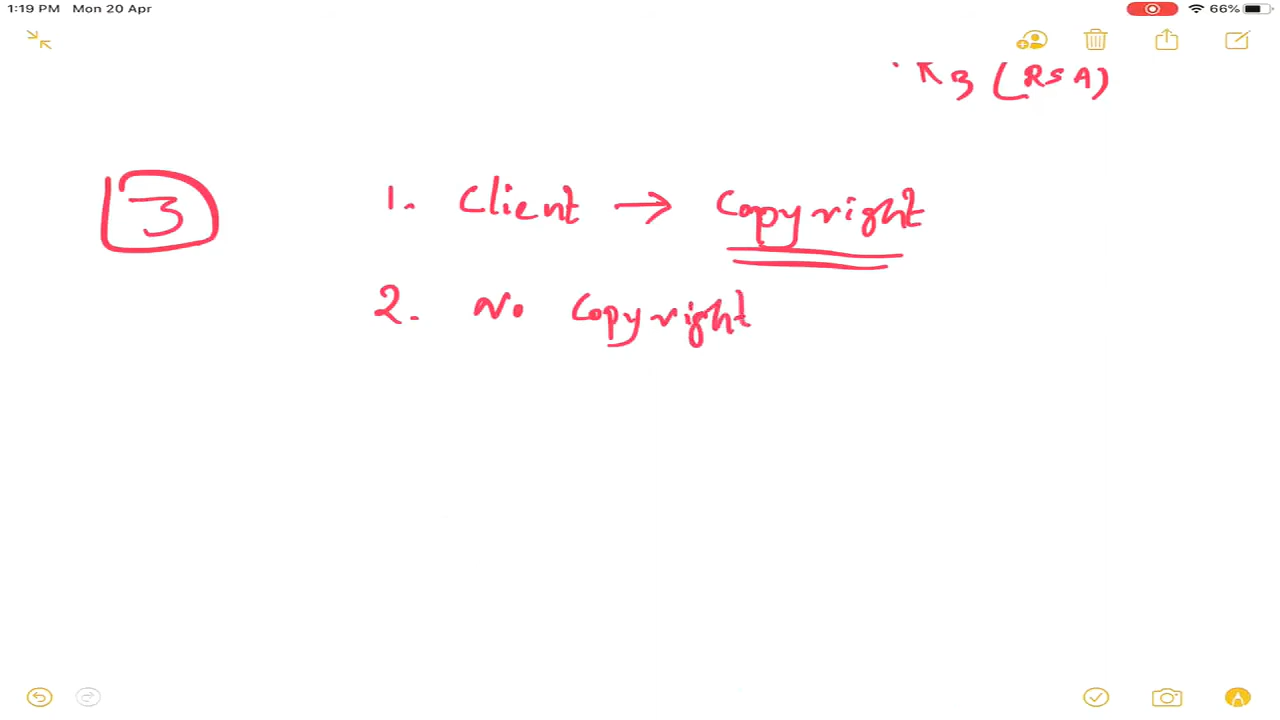 1:19 PM Mon 20 Apr 66%
3 (RSA)
3
1. Client → Copyright
2. No Copyright